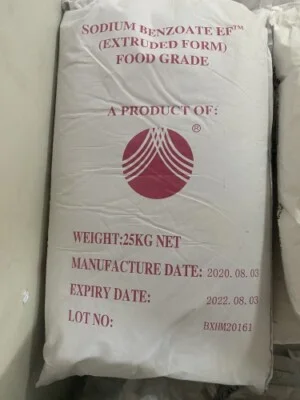 SODIUM BENZOATE EF™
(EXTRUDED FORM)
FOOD GRADE
A PRODUCT OF:
®
WEIGHT:25KG NET
MANUFACTURE DATE: 2020.08.03
EXPIRY DATE: 2022.08.03
LOT NO: BXHM20161